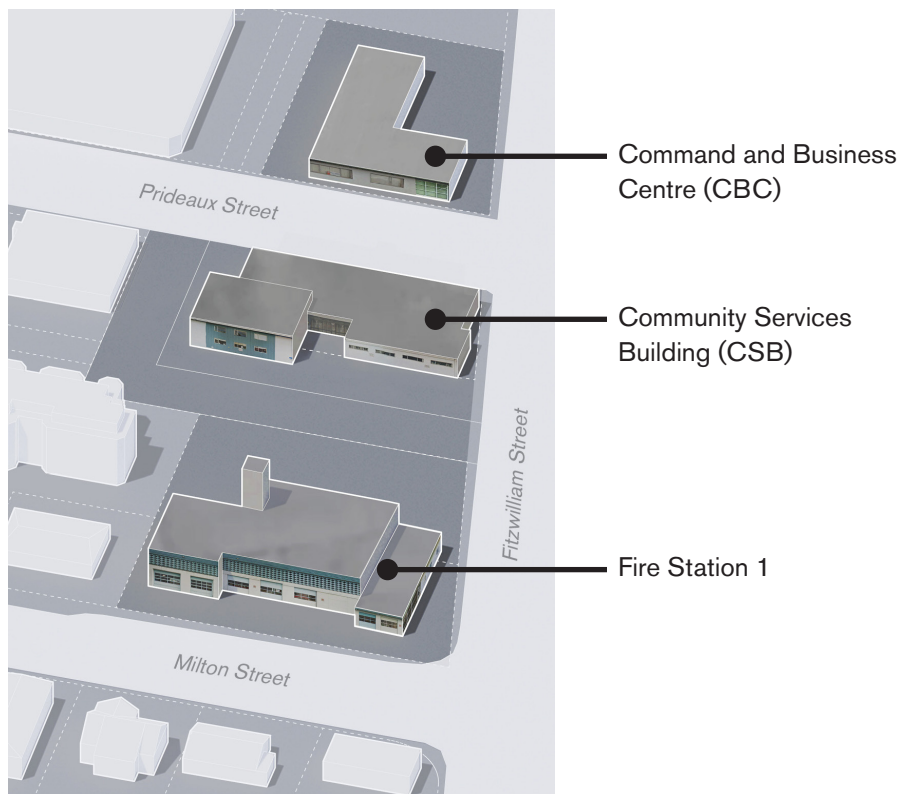 Command and Business
Centre (CBC)
Prideaux Street
Community Services
Building (CSB)
Fitzwilliam Street
Fire Station 1
Milton Street